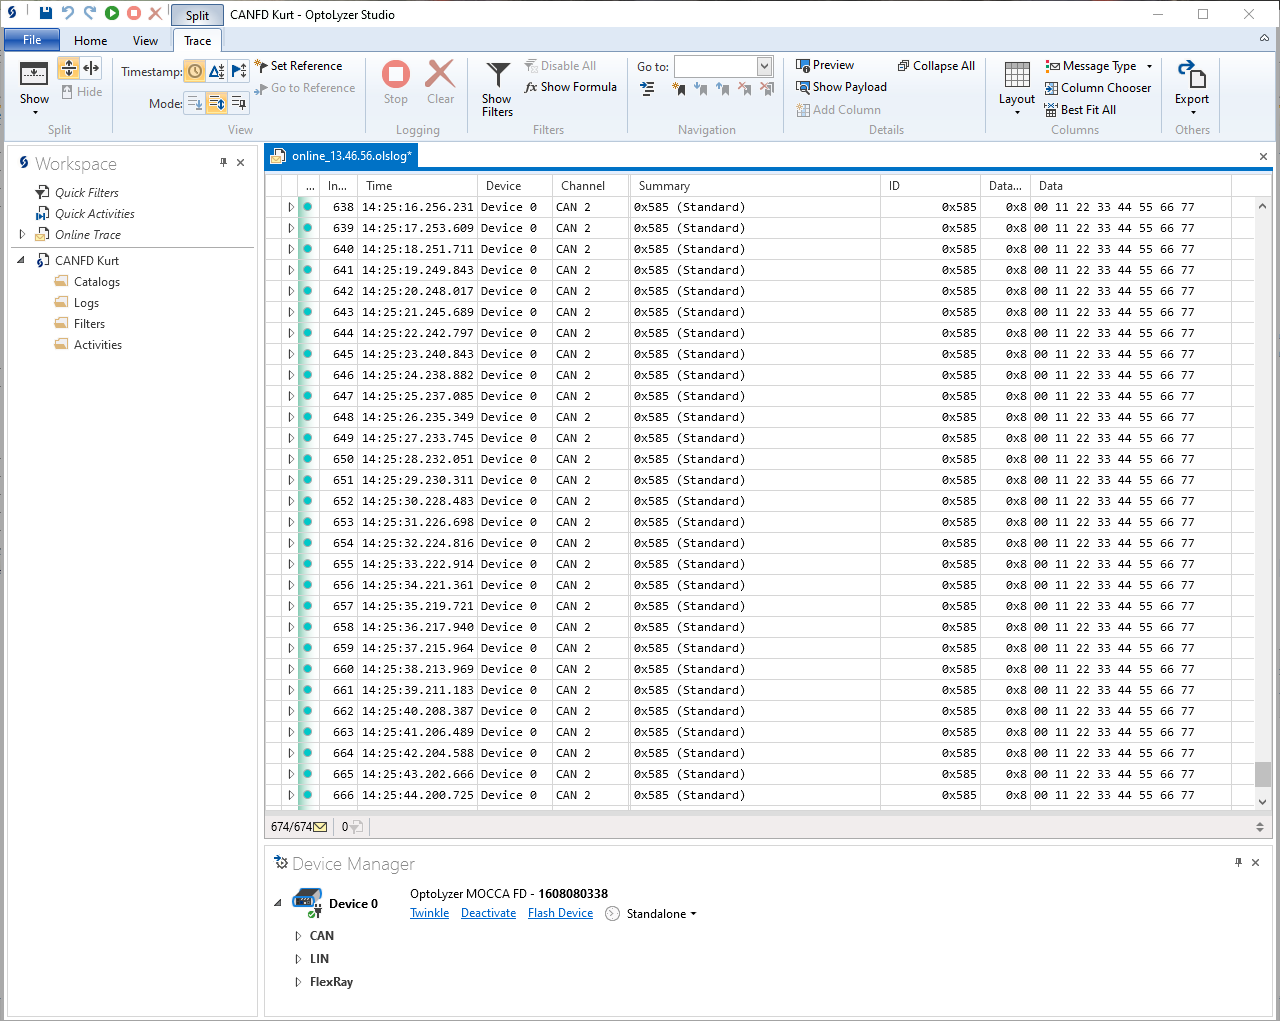 Split
CANFD Kurt - OptoLyzer Studio
File Home View Trace
Show
Hide
Split
Timestamp:
Mode:
Set Reference
Go to Reference
View
Stop Clear
Logging
Show Filters
Disable All
fx Show Formula
Filters
Go to:
Navigation
Preview
Show Payload
Add Column
Collapse All
Details
Layout
Message Type
Column Chooser
Best Fit All
Columns
Export
Others
Workspace
Quick Filters
Quick Activities
Online Trace
CANFD Kurt
Catalogs
Logs
Filters
Activities
online_13.46.56.olslog*
... In... Time Device Channel Summary ID Data... Data
638 14:25:16.256.231 Device 0 CAN 2 0x585 (Standard) 0x585 0x8 00 11 22 33 44 55 66 77
639 14:25:17.253.609 Device 0 CAN 2 0x585 (Standard) 0x585 0x8 00 11 22 33 44 55 66 77
640 14:25:18.251.711 Device 0 CAN 2 0x585 (Standard) 0x585 0x8 00 11 22 33 44 55 66 77
641 14:25:19.249.843 Device 0 CAN 2 0x585 (Standard) 0x585 0x8 00 11 22 33 44 55 66 77
642 14:25:20.248.017 Device 0 CAN 2 0x585 (Standard) 0x585 0x8 00 11 22 33 44 55 66 77
643 14:25:21.245.689 Device 0 CAN 2 0x585 (Standard) 0x585 0x8 00 11 22 33 44 55 66 77
644 14:25:22.242.797 Device 0 CAN 2 0x585 (Standard) 0x585 0x8 00 11 22 33 44 55 66 77
645 14:25:23.240.843 Device 0 CAN 2 0x585 (Standard) 0x585 0x8 00 11 22 33 44 55 66 77
646 14:25:24.238.882 Device 0 CAN 2 0x585 (Standard) 0x585 0x8 00 11 22 33 44 55 66 77
647 14:25:25.237.085 Device 0 CAN 2 0x585 (Standard) 0x585 0x8 00 11 22 33 44 55 66 77
648 14:25:26.235.349 Device 0 CAN 2 0x585 (Standard) 0x585 0x8 00 11 22 33 44 55 66 77
649 14:25:27.233.745 Device 0 CAN 2 0x585 (Standard) 0x585 0x8 00 11 22 33 44 55 66 77
650 14:25:28.232.051 Device 0 CAN 2 0x585 (Standard) 0x585 0x8 00 11 22 33 44 55 66 77
651 14:25:29.230.311 Device 0 CAN 2 0x585 (Standard) 0x585 0x8 00 11 22 33 44 55 66 77
652 14:25:30.228.483 Device 0 CAN 2 0x585 (Standard) 0x585 0x8 00 11 22 33 44 55 66 77
653 14:25:31.226.698 Device 0 CAN 2 0x585 (Standard) 0x585 0x8 00 11 22 33 44 55 66 77
654 14:25:32.224.816 Device 0 CAN 2 0x585 (Standard) 0x585 0x8 00 11 22 33 44 55 66 77
655 14:25:33.222.914 Device 0 CAN 2 0x585 (Standard) 0x585 0x8 00 11 22 33 44 55 66 77
656 14:25:34.221.361 Device 0 CAN 2 0x585 (Standard) 0x585 0x8 00 11 22 33 44 55 66 77
657 14:25:35.219.721 Device 0 CAN 2 0x585 (Standard) 0x585 0x8 00 11 22 33 44 55 66 77
658 14:25:36.217.940 Device 0 CAN 2 0x585 (Standard) 0x585 0x8 00 11 22 33 44 55 66 77
659 14:25:37.215.964 Device 0 CAN 2 0x585 (Standard) 0x585 0x8 00 11 22 33 44 55 66 77
660 14:25:38.213.969 Device 0 CAN 2 0x585 (Standard) 0x585 0x8 00 11 22 33 44 55 66 77
661 14:25:39.211.183 Device 0 CAN 2 0x585 (Standard) 0x585 0x8 00 11 22 33 44 55 66 77
662 14:25:40.208.387 Device 0 CAN 2 0x585 (Standard) 0x585 0x8 00 11 22 33 44 55 66 77
663 14:25:41.206.489 Device 0 CAN 2 0x585 (Standard) 0x585 0x8 00 11 22 33 44 55 66 77
664 14:25:42.204.588 Device 0 CAN 2 0x585 (Standard) 0x585 0x8 00 11 22 33 44 55 66 77
665 14:25:43.202.666 Device 0 CAN 2 0x585 (Standard) 0x585 0x8 00 11 22 33 44 55 66 77
666 14:25:44.200.725 Device 0 CAN 2 0x585 (Standard) 0x585 0x8 00 11 22 33 44 55 66 77
674/674 0
Device Manager
Device 0
OptoLyzer MOCCA FD - 1608080338
Twinkle Deactivate Flash Device Standalone
CAN
LIN
FlexRay